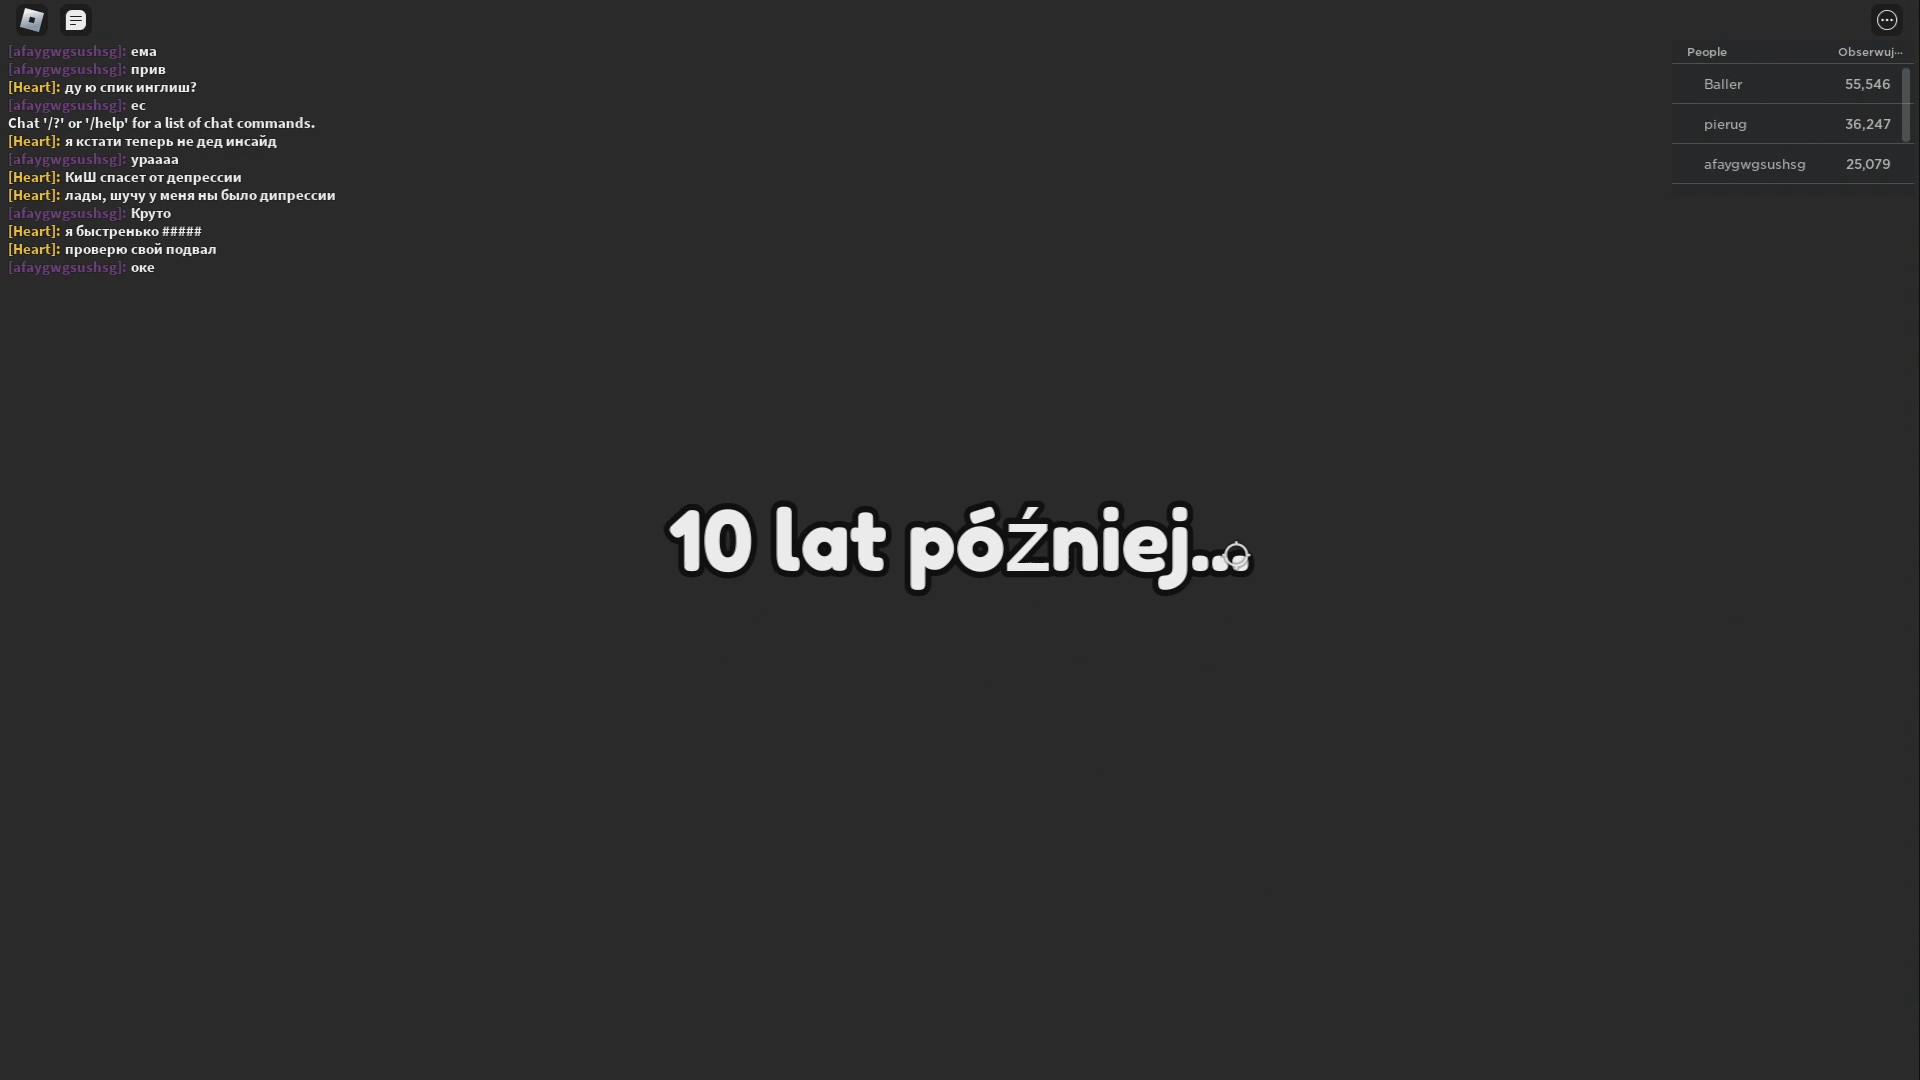 [afaygwgsushsg]: ема
[afaygwgsushsg]: прив
[Heart]: ду ю спик инглиш?
[afaygwgsushsg]: ес
Chat '/?' or '/help' for a list of chat commands.
[Heart]: я кстати теперь не дед инсайд
[afaygwgsushsg]: ураааа
[Heart]: КиШ спасет от депрессии
[Heart]: лады, шучу у меня ны было дипрессии
[afaygwgsushsg]: Круто
[Heart]: я быстренько #####
[Heart]: проверю свой подвал
[afaygwgsushsg]: оке
People Obserwuj...
Baller 55,546
pierug 36,247
afaygwgsushsg 25,079
10 lat później...